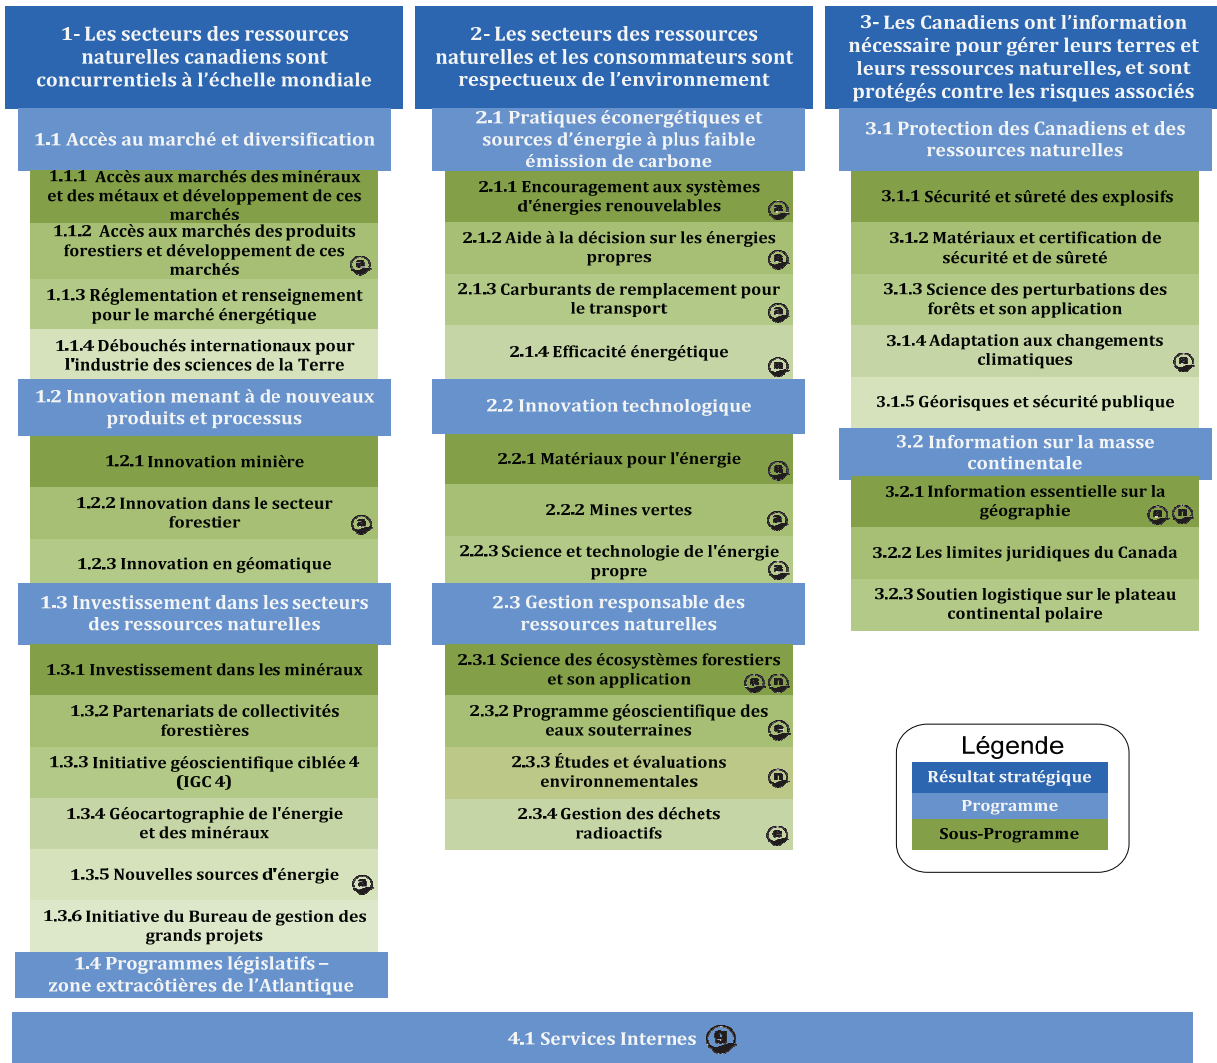 1- Les secteurs des ressources
naturelles canadiens sont
concurrentiels à l'échelle mondiale
1.1 Accès au marché et diversification
1.1.1 Accès aux marchés des minéraux
et des métaux et développement de ces
marchés
1.1.2 Accès aux marchés des produits
forestiers et développement de ces
marchés
a
1.1.3 Réglementation et renseignement
pour le marché énergétique
1.1.4 Débouchés internationaux pour
l'industrie des sciences de la Terre
1.2 Innovation menant à de nouveaux
produits et processus
1.2.1 Innovation minière
1.2.2 Innovation dans le secteur
forestier
a
1.2.3 Innovation en géomatique
1.3 Investissement dans les secteurs
des ressources naturelles
1.3.1 Investissement dans les minéraux
1.3.2 Partenariats de collectivités
forestières
1.3.3 Initiative géoscientifique ciblée 4
(IGC 4)
1.3.4 Géocartographie de l'énergie
et des minéraux
1.3.5 Nouvelles sources d'énergie
a
1.3.6 Initiative du Bureau de gestion des
grands projets
1.4 Programmes législatifs –
zone extracôtières de l'Atlantique
2- Les secteurs des ressources
naturelles et les consommateurs sont
respectueux de l'environnement
2.1 Pratiques éconergétiques et
sources d'énergie à plus faible
émission de carbone
2.1.1 Encouragement aux systèmes
d'énergies renouvelables
a
2.1.2 Aide à la décision sur les énergies
propres
2.1.3 Carburants de remplacement pour
le transport
a
2.1.4 Efficacité énergétique
2.2 Innovation technologique
2.2.1 Matériaux pour l'énergie
2.2.2 Mines vertes
a
2.2.3 Science et technologie de l'énergie
propre
a
2.3 Gestion responsable des
ressources naturelles
2.3.1 Science des écosystèmes forestiers
et son application
n
2.3.2 Programme géoscientifique des
eaux souterraines
2.3.3 Études et évaluations
environnementales
n
2.3.4 Gestion des déchets
radioactifs
e
3- Les Canadiens ont l'information
nécessaire pour gérer leurs terres et
leurs ressources naturelles, et sont
protégés contre les risques associés
3.1 Protection des Canadiens et des
ressources naturelles
3.1.1 Sécurité et sûreté des explosifs
3.1.2 Matériaux et certification de
sécurité et de sûreté
3.1.3 Science des perturbations des
forêts et son application
3.1.4 Adaptation aux changements
climatiques
3.1.5 Géorisques et sécurité publique
3.2 Information sur la masse
continentale
3.2.1 Information essentielle sur la
géographie
n
3.2.2 Les limites juridiques du Canada
3.2.3 Soutien logistique sur le plateau
continental polaire
Légende
Résultat stratégique
Programme
Sous-Programme
4.1 Services Internes g